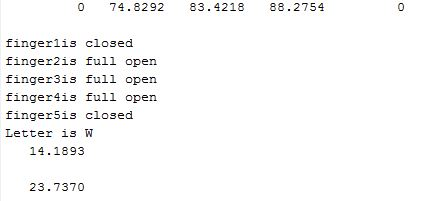 0 74.8292 83.4218 88.2754 0
finger1is closed
finger2is full open
finger3is full open
finger4is full open
finger5is closed
Letter is W
14.1893
23.7370